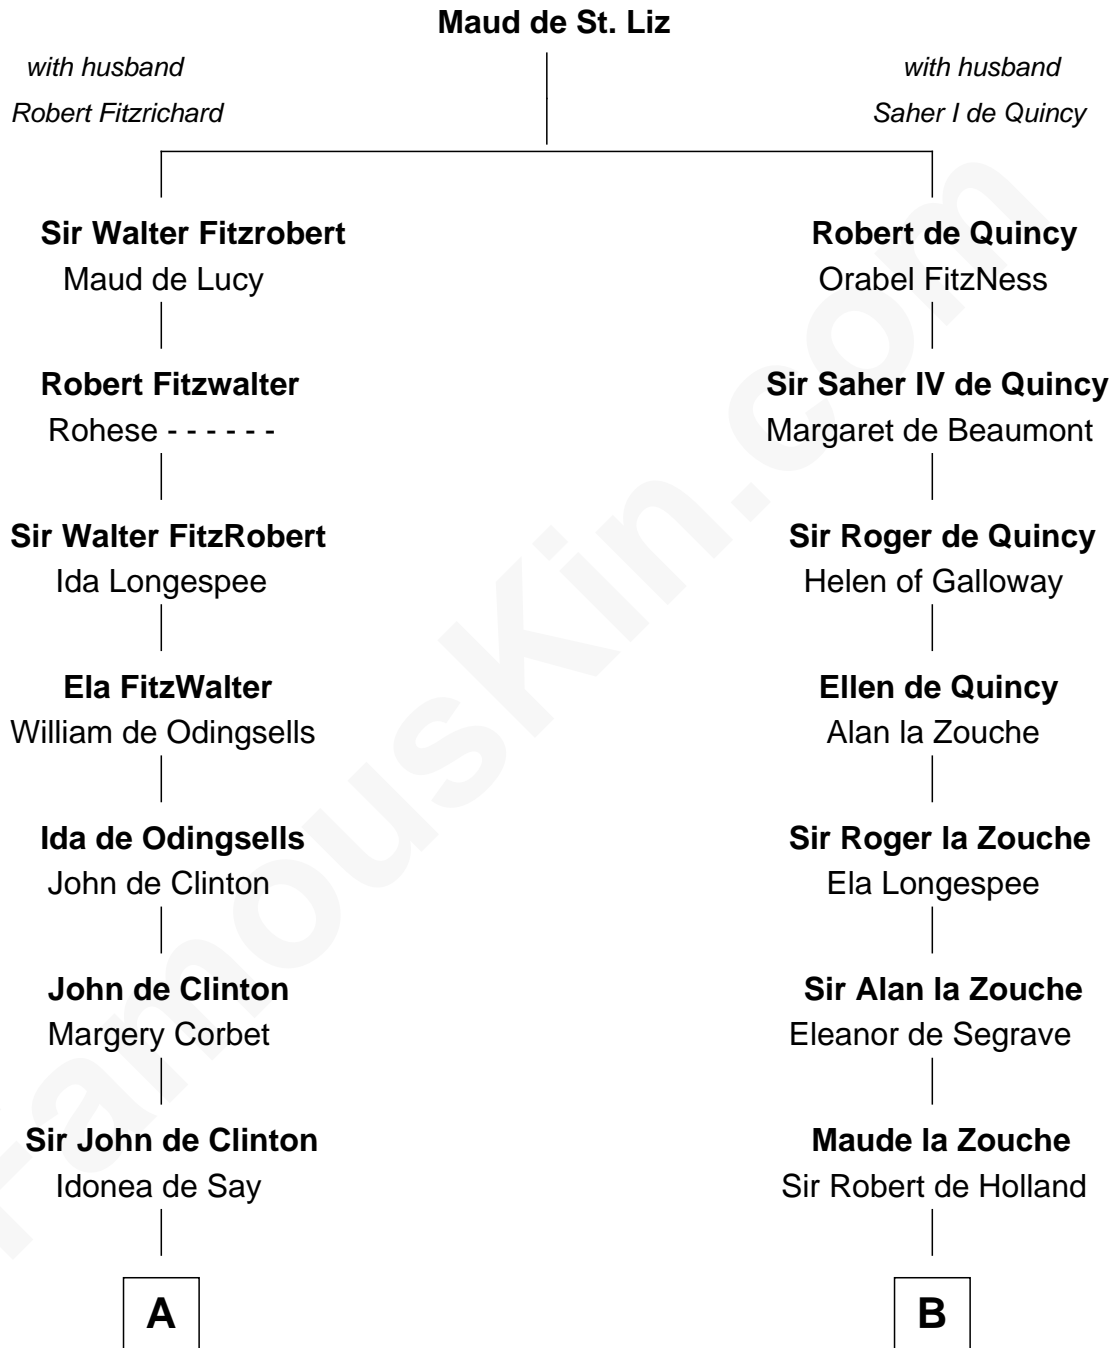 Maud de St. Liz
with husband
Robert Fitzrichard
with husband
Saher I de Quincy
Sir Walter Fitzrobert
Maud de Lucy
Robert de Quincy
Orabel FitzNess
Robert Fitzwalter
Rohese - - - - - -
Sir Saher IV de Quincy
Margaret de Beaumont
Sir Walter FitzRobert
Ida Longespee
Sir Roger de Quincy
Helen of Galloway
Ela FitzWalter
William de Odingsells
Ellen de Quincy
Alan la Zouche
Ida de Odingsells
John de Clinton
Sir Roger la Zouche
Ela Longespee
John de Clinton
Margery Corbet
Sir Alan la Zouche
Eleanor de Segrave
Sir John de Clinton
Idonea de Say
Maude la Zouche
Sir Robert de Holland
A
B
FamousKin.com